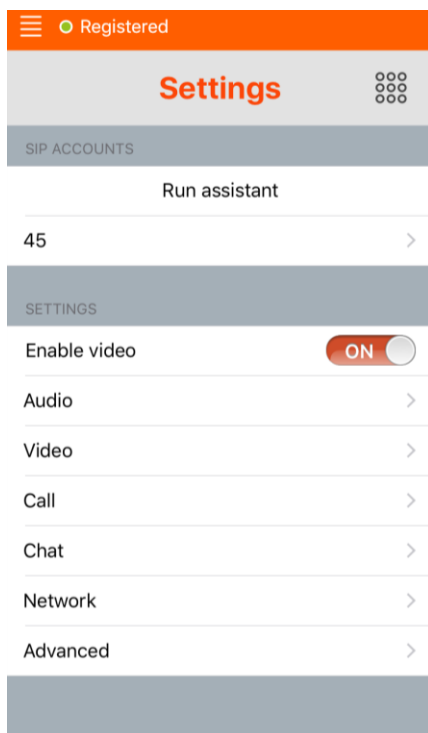 Registered
Settings
SIP ACCOUNTS
Run assistant
45
SETTINGS
Enable video ON
Audio
Video
Call
Chat
Network
Advanced